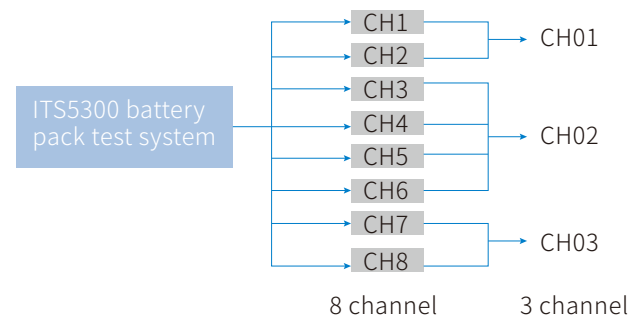 ITS5300 battery
pack test system
CH1
CH2
CH3
CH4
CH5
CH6
CH7
CH8
CH01
CH02
CH03
8 channel
3 channel